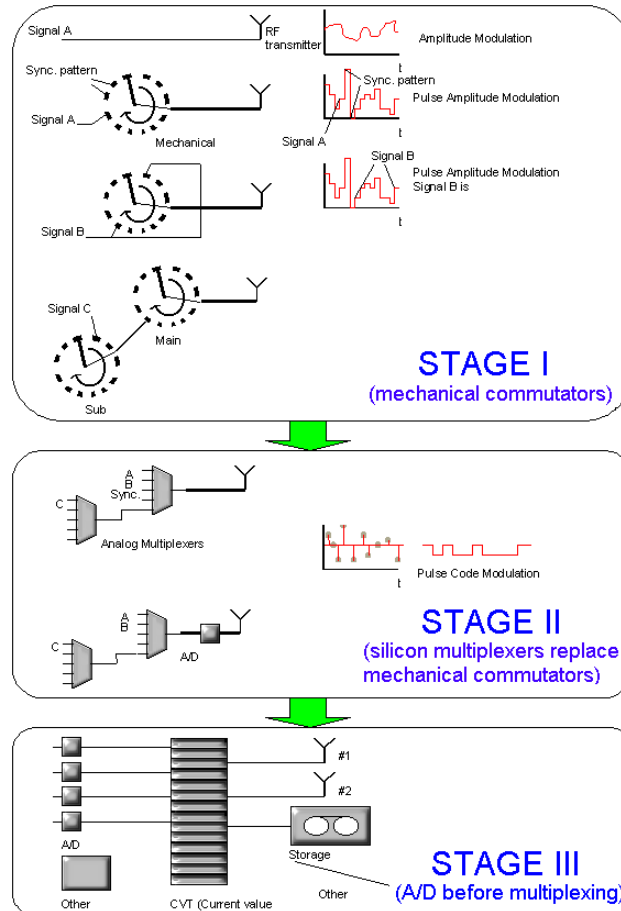 Signal A
RF
transmitter
Amplitude Modulation
t
Sync. pattern
Sync. pattern
Signal A
Mechanical
Signal A
Pulse Amplitude Modulation
Signal B
Signal B
Pulse Amplitude Modulation
Signal B is
t
Signal C
Main
Sub
STAGE I
(mechanical commutators)
A
B
Sync.
C
Analog Multiplexers
t
Pulse Code Modulation
A
B
C
A/D
STAGE II
(silicon multiplexers replace
mechanical commutators)
#1
#2
A/D
Storage
Other
CVT (Current value
Other
STAGE III
(A/D before multiplexing)